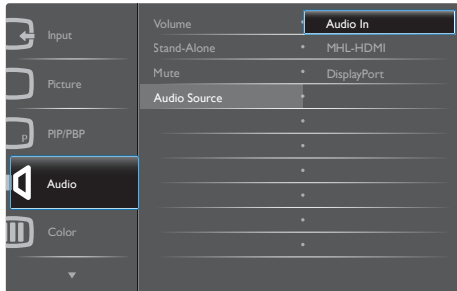 Input
Picture
P
PIP/PBP
Audio
Color
Volume
Stand-Alone
Mute
Audio Source
Audio In
MHL-HDMI
DisplayPort